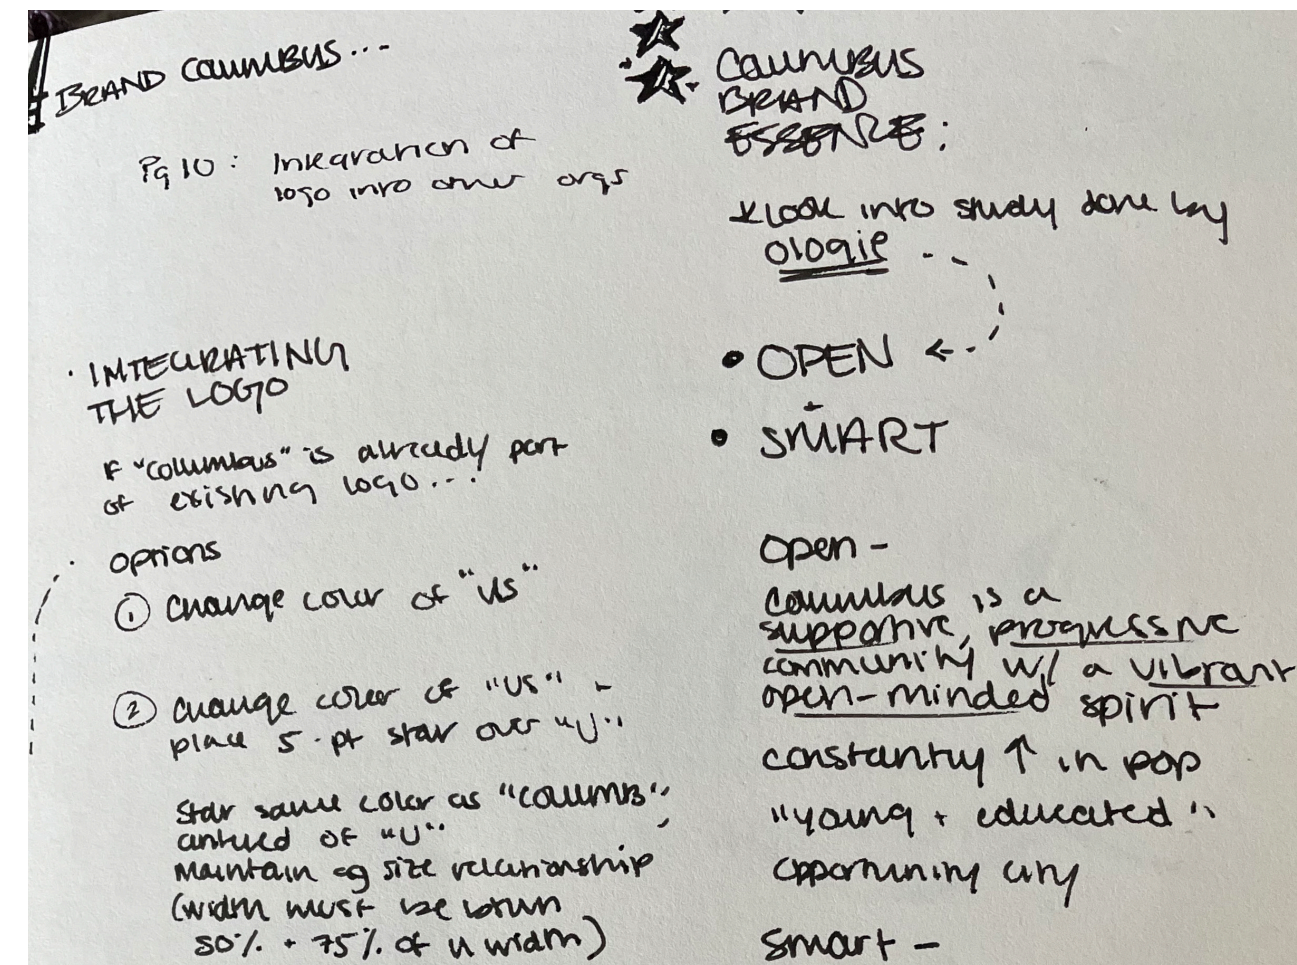 BRAND COLUMBUS...
Pg 10: Integration of
logo into other orgs
· INTEGRATING
THE LOGO
If "Columbus" is already part
of existing logo...
· options
① Change color of "US"
② Change color of "US" +
place 5-pt star over "U"
Star same color as "COLUMB",
centered of "U"
Maintain og size relationship
(width must be btwn
50% + 75% of u width)
COLUMBUS
BRAND
ESSENCE:
*Look into study done by
ologie
• OPEN ←
+
• SMART
Open -
Columbus is a
supportive, progressive
community w/ a vibrant
open-minded spirit
constantly ↑ in pop
"young + educated"
Opportunity city
Smart -